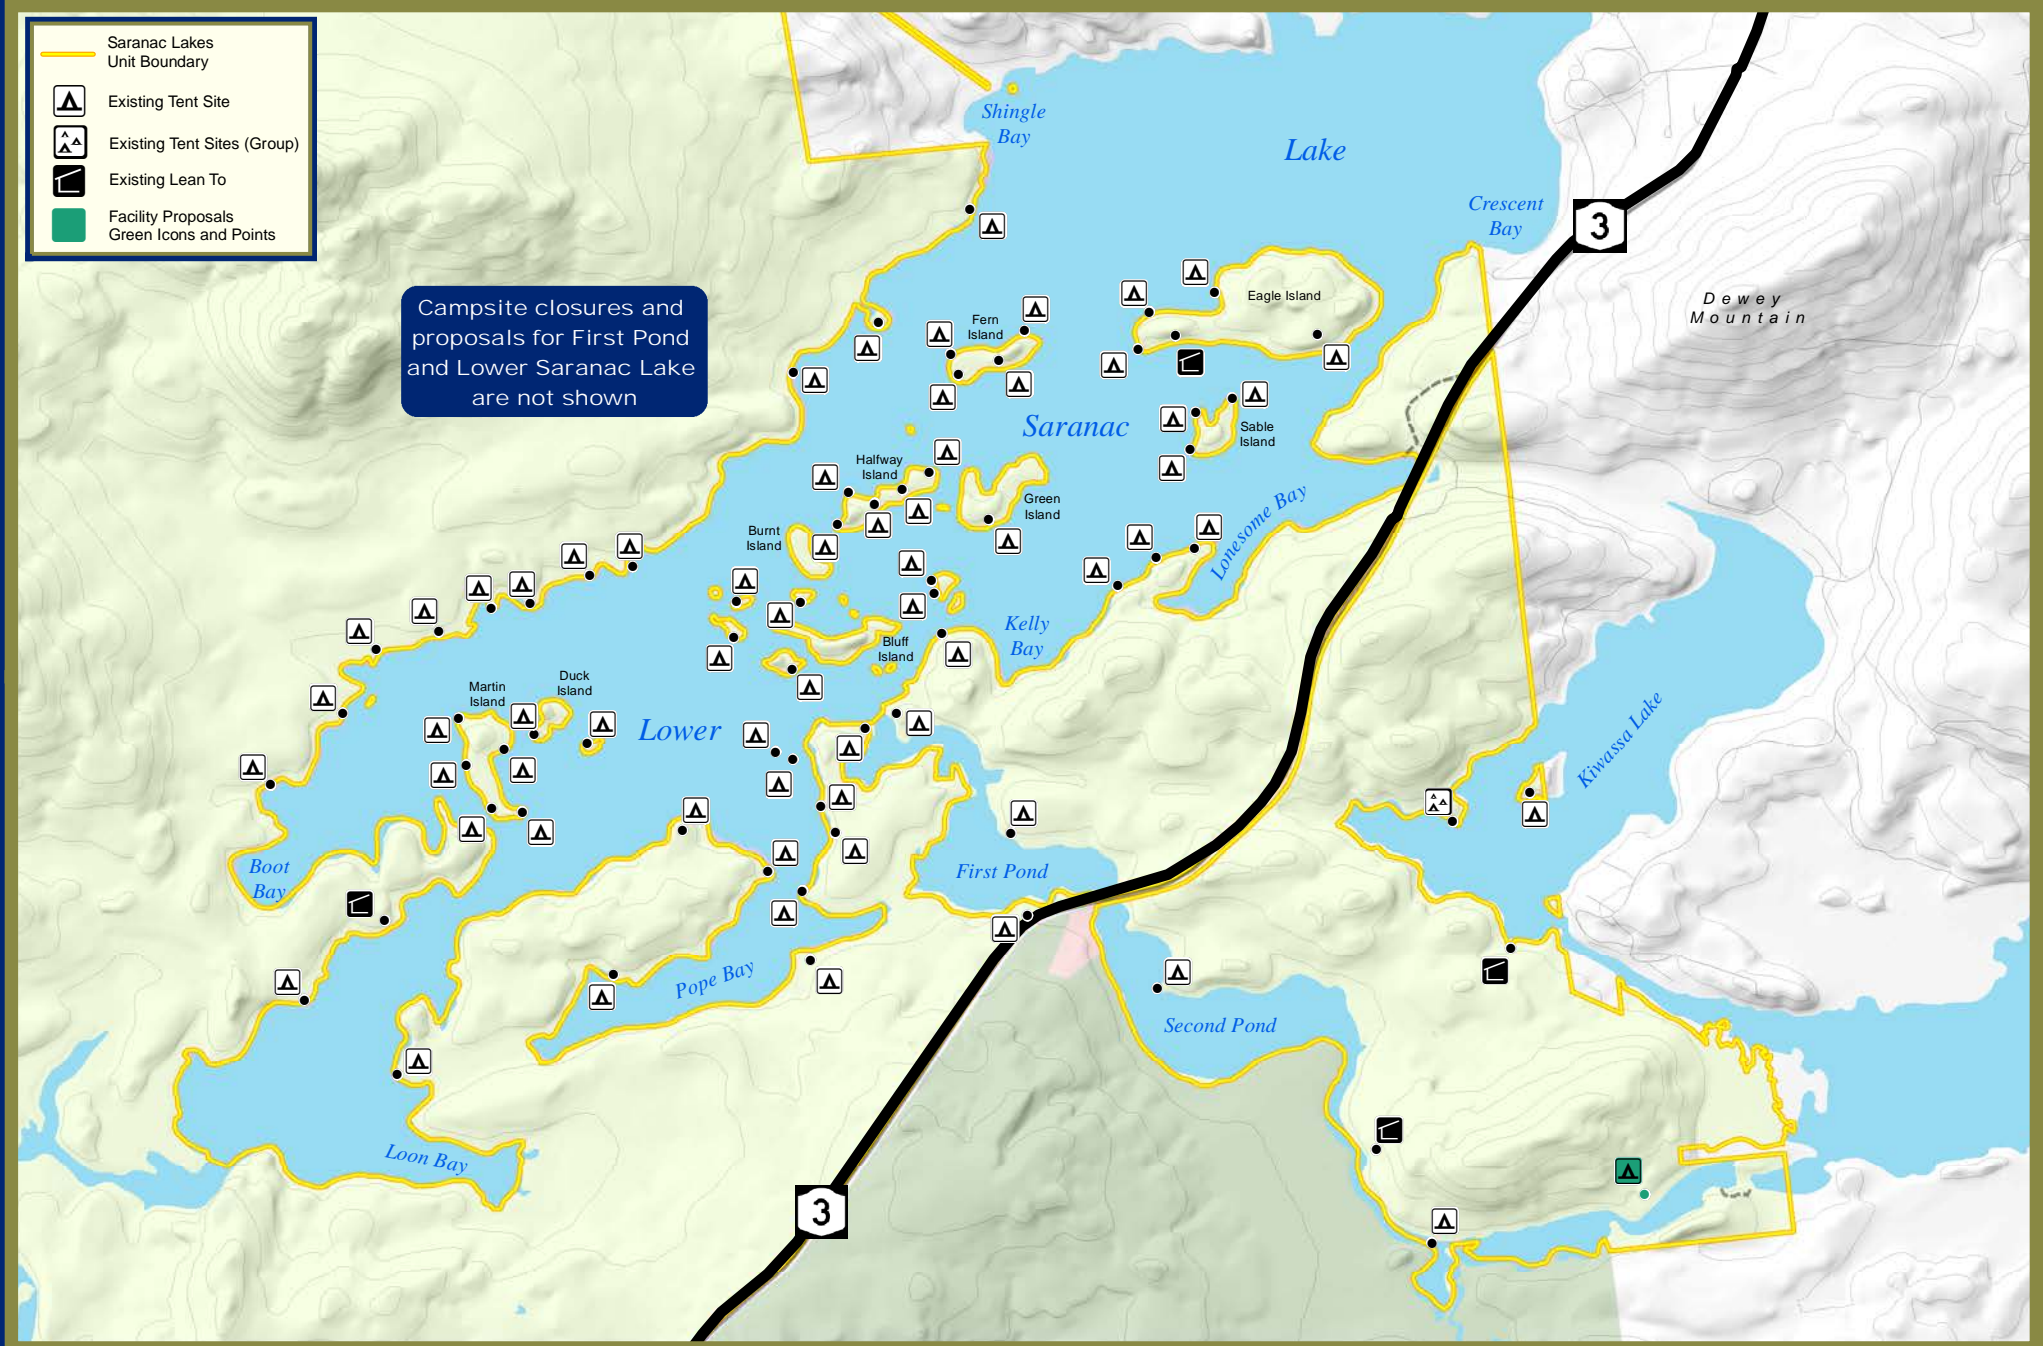 Saranac Lakes
Unit Boundary
Existing Tent Site
Existing Tent Sites (Group)
Existing Lean To
Facility Proposals
Green Icons and Points
Campsite closures and
proposals for First Pond
and Lower Saranac Lake
are not shown
Shingle
Bay
Lake
Crescent
Bay
3
Dewey
Mountain
Eagle Island
Fern
Island
Saranac
Sable
Island
Halfway
Island
Green
Island
Burnt
Island
Lonesome Bay
Kelly
Bay
Bluff
Island
Duck
Island
Martin
Island
Lower
Kiwassa Lake
Boot
Bay
First Pond
Pope Bay
Second Pond
Loon Bay
3